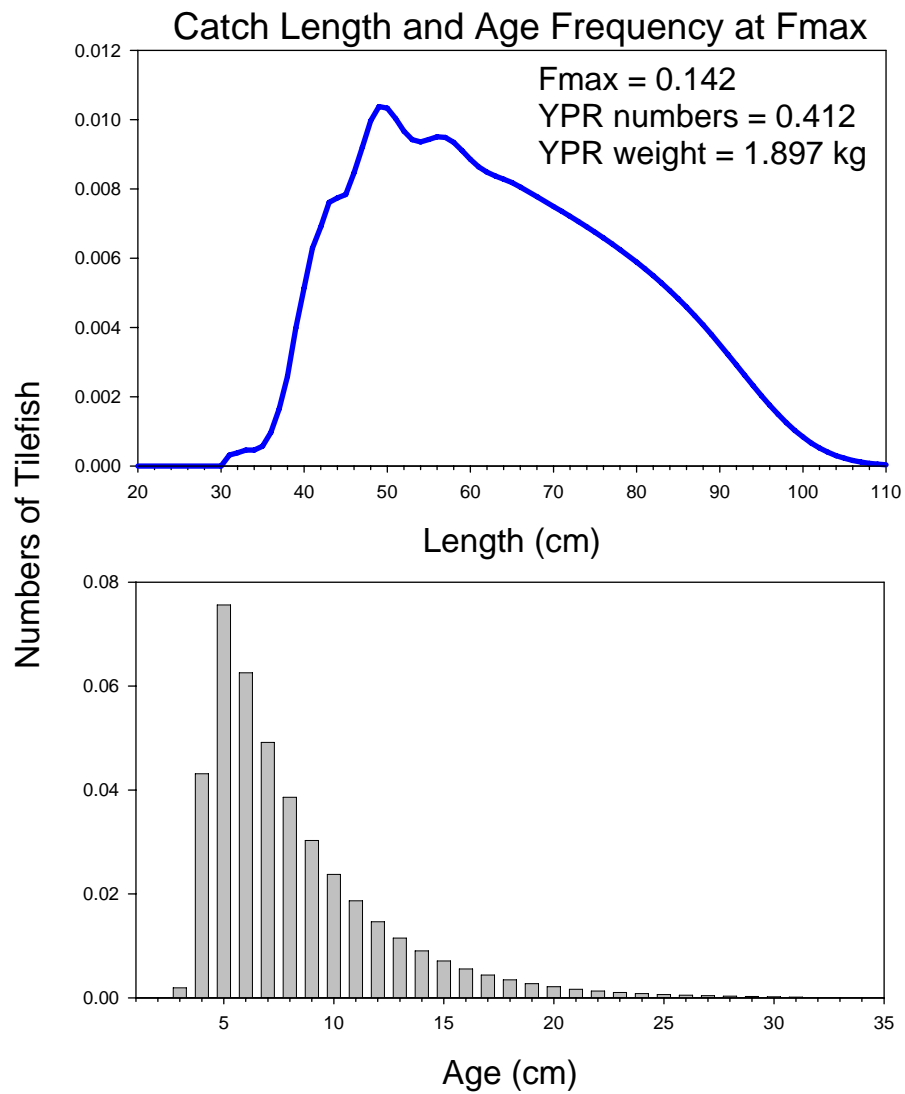 Catch Length and Age Frequency at Fmax
Fmax = 0.142
YPR numbers = 0.412
YPR weight = 1.897 kg
0.012
0.010
0.008
0.006
0.004
0.002
0.000
20 30 40 50 60 70 80 90 100 110
Length (cm)
Numbers of Tilefish
0.08
0.06
0.04
0.02
0.00
5 10 15 20 25 30 35
Age (cm)